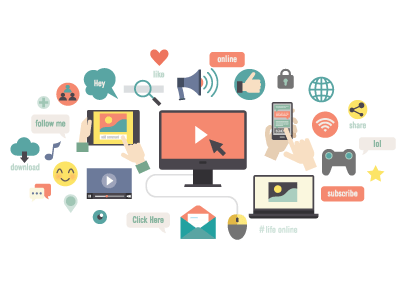 like
online
Hey
follow me
share
lol
download
subscribe
Click Here
# life online